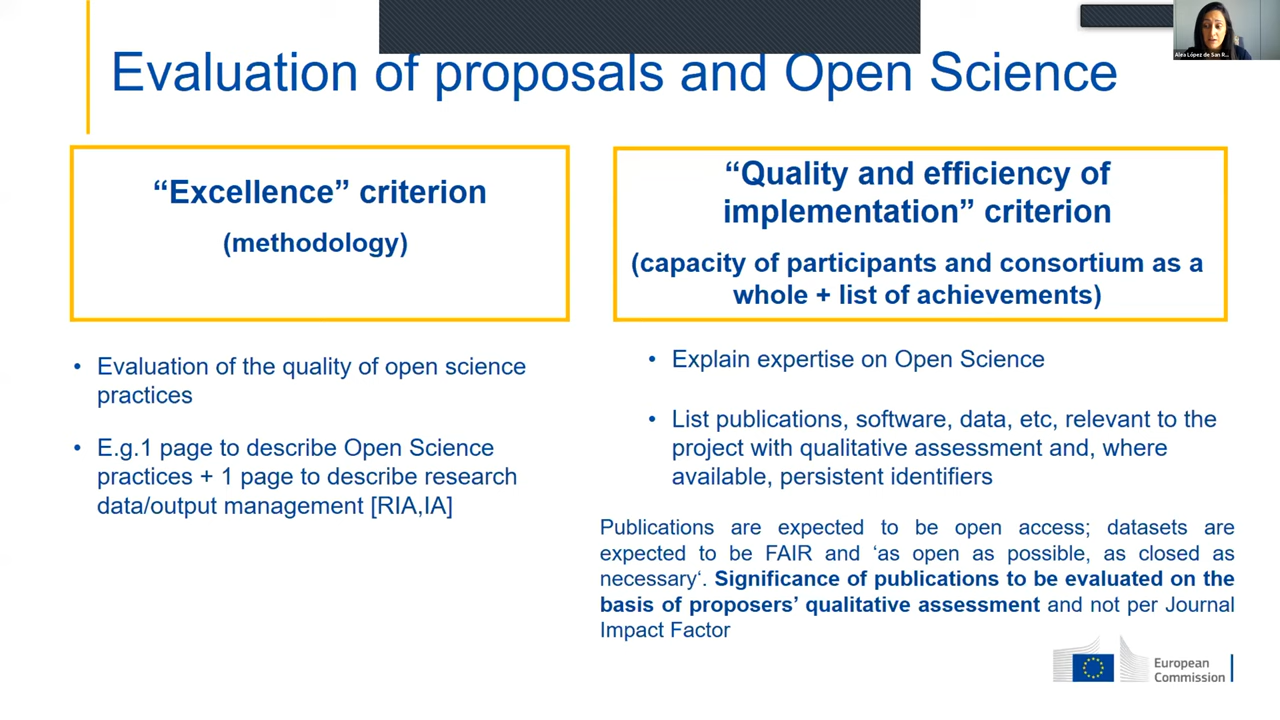 Evaluation of proposals and Open Science
“Excellence” criterion
(methodology)
• Evaluation of the quality of open science
practices
• E.g.1 page to describe Open Science
practices + 1 page to describe research
data/output management [RIA,IA]
“Quality and efficiency of
implementation” criterion
(capacity of participants and consortium as a
whole + list of achievements)
• Explain expertise on Open Science
• List publications, software, data, etc, relevant to the
project with qualitative assessment and, where
available, persistent identifiers
Publications are expected to be open access; datasets are
expected to be FAIR and ‘as open as possible, as closed as
necessary‘. Significance of publications to be evaluated on the
basis of proposers’ qualitative assessment and not per Journal
Impact Factor
European
Commission
Alea López de San R...